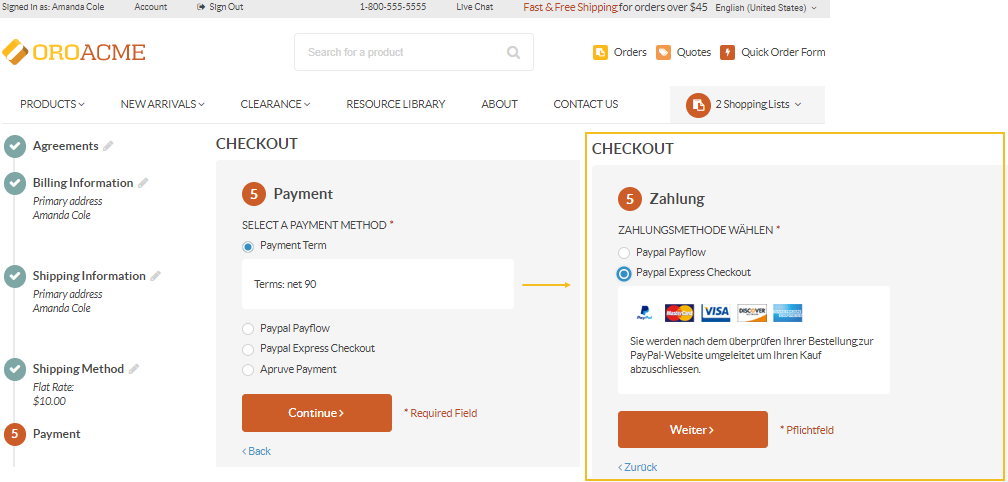 Signed in as: Amanda Cole Account Sign Out 1-800-555-5555 Live Chat Fast & Free Shipping for orders over $45 English (United States)
OROACME Search for a product Orders Quotes Quick Order Form
PRODUCTS NEW ARRIVALS CLEARANCE RESOURCE LIBRARY ABOUT CONTACT US 2 Shopping Lists
Agreements
Billing Information
Primary address
Amanda Cole
Shipping Information
Primary address
Amanda Cole
Shipping Method
Flat Rate:
$10.00
5 Payment
CHECKOUT
5 Payment
SELECT A PAYMENT METHOD *
Payment Term
Terms: net 90
Paypal Payflow
Paypal Express Checkout
Apruve Payment
Continue > * Required Field
< Back
CHECKOUT
5 Zahlung
ZAHLUNGSMETHODE WÄHLEN *
Paypal Payflow
Paypal Express Checkout
PayPal MasterCard VISA DISCOVER
Sie werden nach dem überprüfen Ihrer Bestellung zur
PayPal-Website umgeleitet um Ihren Kauf
abzuschliessen.
Weiter > * Pflichtfeld
< Zurück